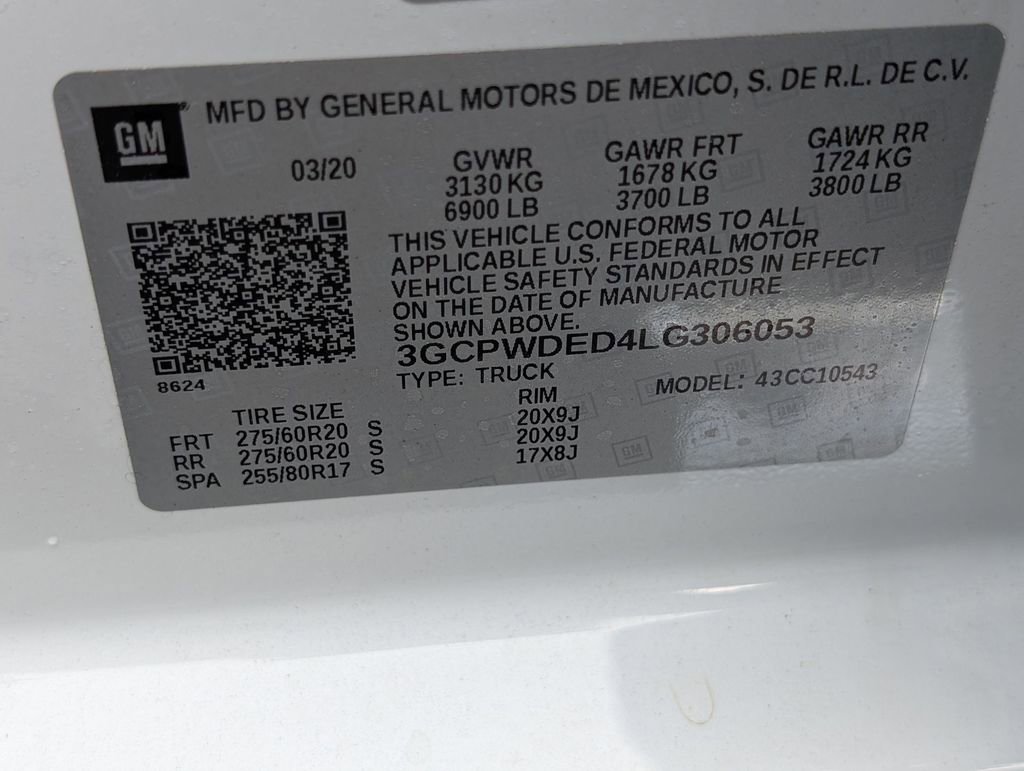 GM
MFD BY GENERAL MOTORS DE MEXICO, S. DE R.L. DE C.V.
03/20
GVWR
3130 KG
6900 LB
GAWR FRT
1678 KG
3700 LB
GAWR RR
1724 KG
3800 LB
THIS VEHICLE CONFORMS TO ALL
APPLICABLE U.S. FEDERAL MOTOR
VEHICLE SAFETY STANDARDS IN EFFECT
ON THE DATE OF MANUFACTURE
SHOWN ABOVE.
3GCPWDED4LG306053
8624
TYPE: TRUCK
MODEL: 43CC10543
TIRE SIZE RIM
FRT 275/60R20 S 20X9J
RR 275/60R20 S 20X9J
SPA 255/80R17 S 17X8J